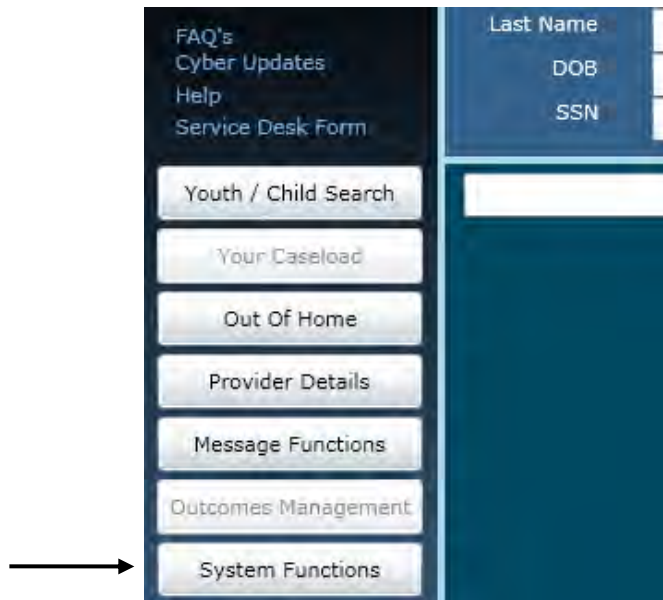 FAQ's
Cyber Updates
Help
Service Desk Form
Last Name
DOB
SSN
Youth / Child Search
Your Caseload
Out Of Home
Provider Details
Message Functions
Outcomes Management
System Functions